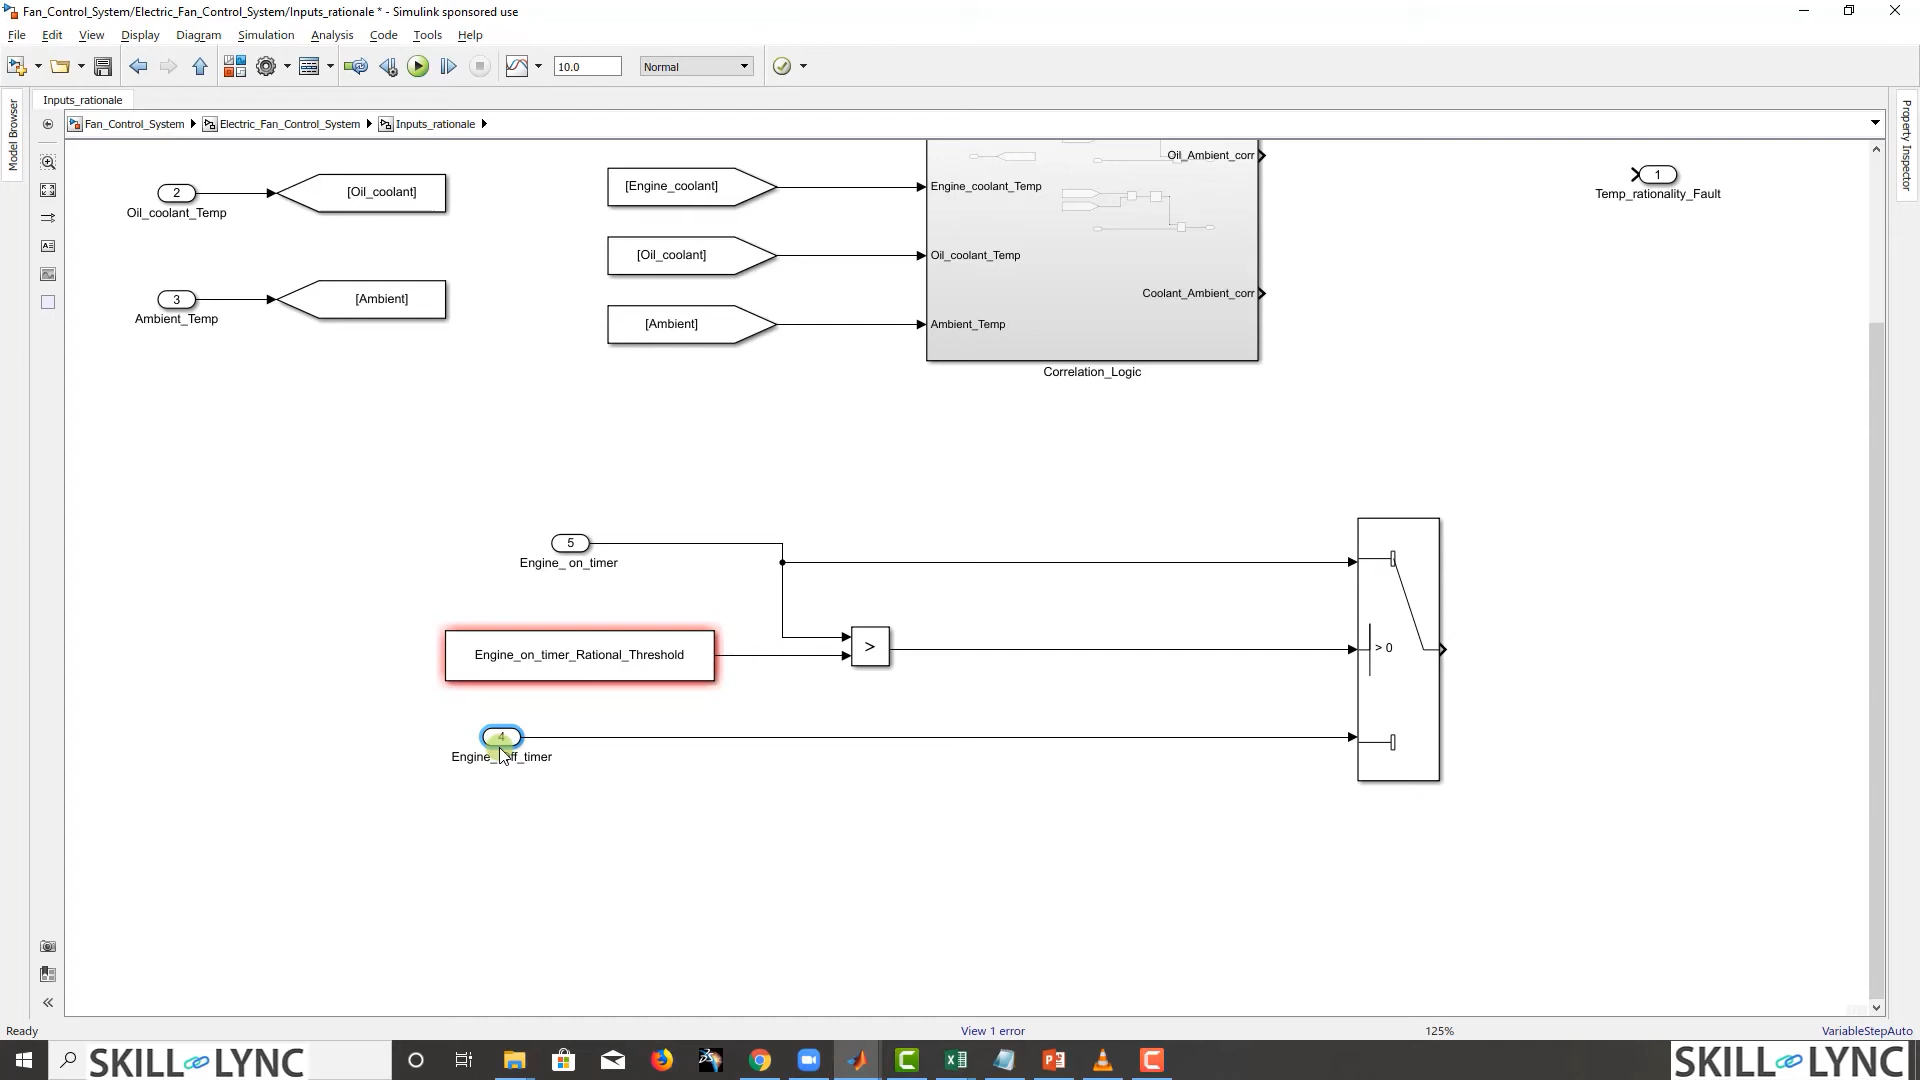 Fan_Control_System/Electric_Fan_Control_System/Inputs_rationale * - Simulink sponsored use
File Edit View Display Diagram Simulation Analysis Code Tools Help
10.0 Normal
Model Browser
Inputs_rationale
Property Inspector
Fan_Control_System Electric_Fan_Control_System Inputs_rationale
Oil_Ambient_corr
2 [Oil_coolant]
Oil_coolant_Temp
[Engine_coolant] Engine_coolant_Temp
1
Temp_rationality_Fault
[Oil_coolant] Oil_coolant_Temp
3 [Ambient]
Ambient_Temp
Coolant_Ambient_corr
[Ambient] Ambient_Temp
Correlation_Logic
5
Engine_ on_timer
Engine_on_timer_Rational_Threshold
>
> 0
4
Ready View 1 error 125% VariableStepAuto
SKILL LYNC SKILL LYNC